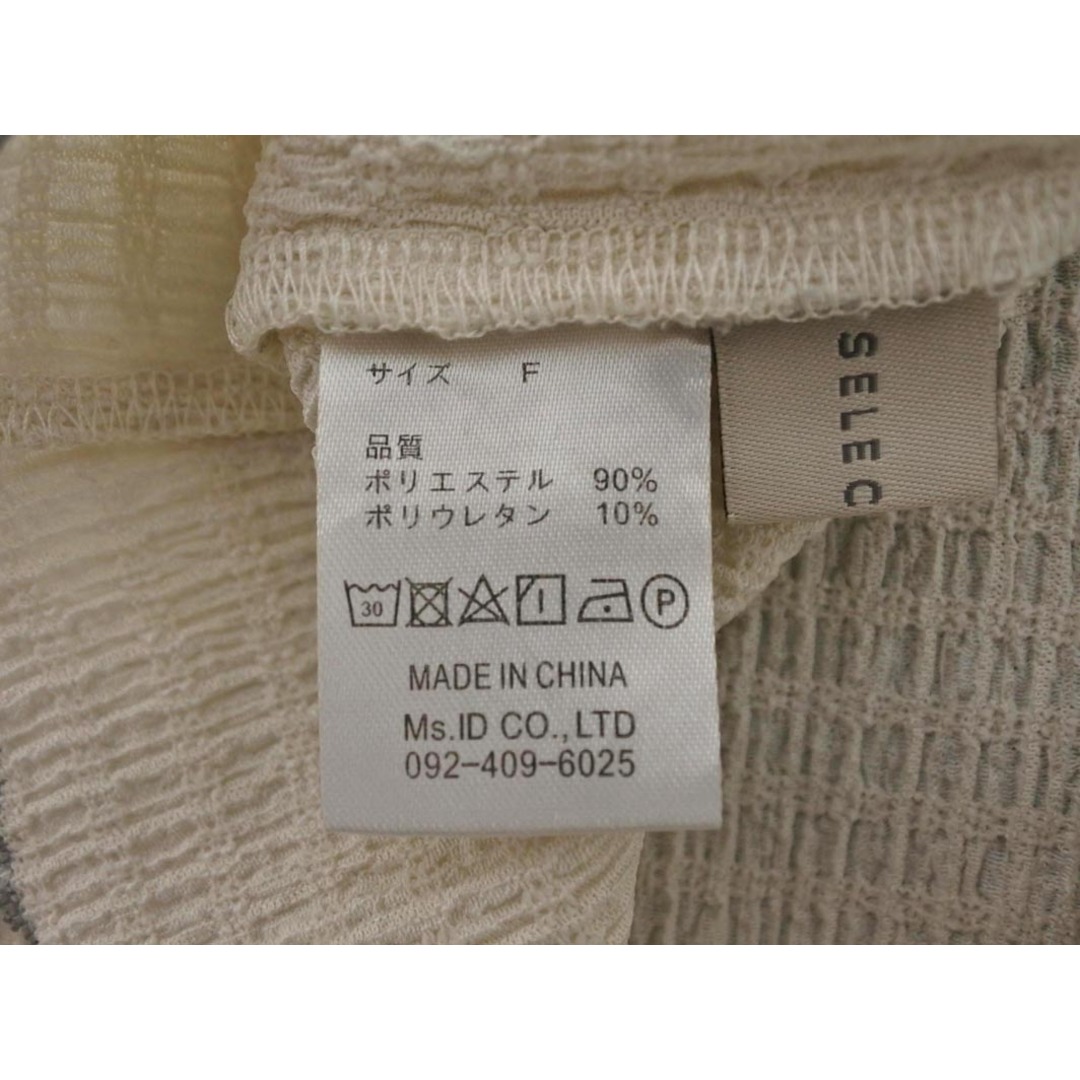 サイズ F
品質
ポリエステル 90%
ポリウレタン 10%
30 P
MADE IN CHINA
Ms.ID CO.,LTD
092-409-6025
SELEC